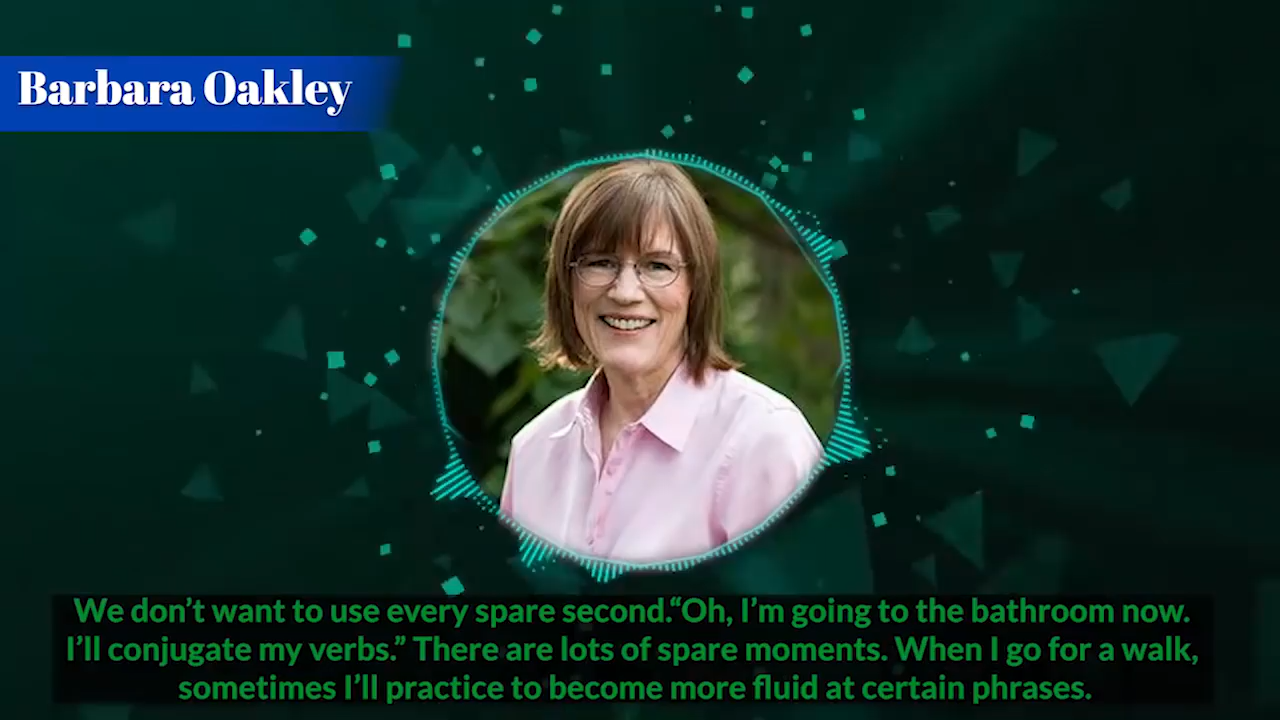 Barbara Oakley
We don’t want to use every spare second.“Oh, I’m going to the bathroom now.
I’ll conjugate my verbs.” There are lots of spare moments. When I go for a walk,
sometimes I’ll practice to become more fluid at certain phrases.